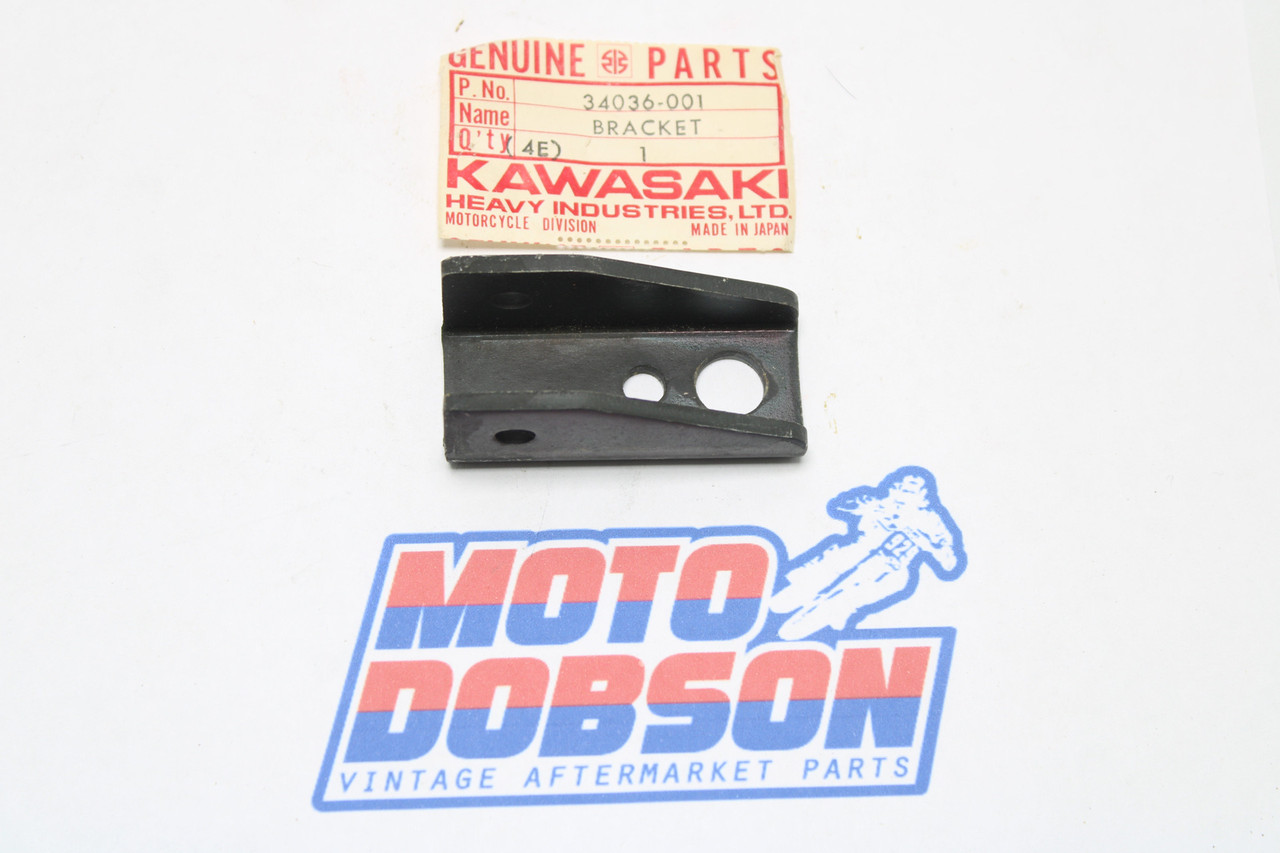 GENUINE PARTS
P. No. 34036-001
Name BRACKET
Q'ty (4E) 1
KAWASAKI
HEAVY INDUSTRIES, LTD.
MOTORCYCLE DIVISION MADE IN JAPAN
MOTO
DOBSON
VINTAGE AFTERMARKET PARTS